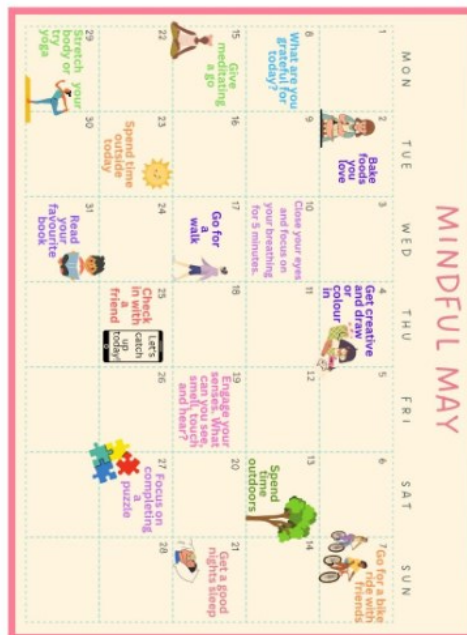 MINDFUL MAY
MON TUE WED THU FRI SAT SUN
1
2
Bake
foods
you
love
3
4
Get creative
and draw
or
colour
in
5
6
7
Go for a bike
ride with
friends
8
What are you
grateful for
today?
9
10
Close your eyes
and focus on
your breathing
for 5 minutes.
11
12
13
Spend
time
outdoors
14
15
Give
meditating
a go
16
17
Go for
a
walk
18
19
Engage your
senses. What
can you see,
smell, touch
and hear?
20
21
Get a good
nights sleep
22
23
Spend time
outside
today
24
25
Check
in with
a
friend
Let's
catch
up
today!
26
27
Focus on
completing
a
puzzle
28
29
Stretch your
body or
try
yoga
30
31
Read
your
favourite
book